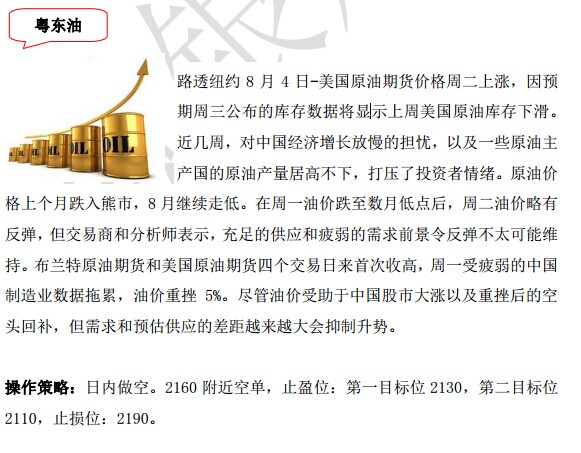 粤东油
路透纽约 8 月 4 日-美国原油期货价格周二上涨，因预
期周三公布的库存数据将显示上周美国原油库存下滑。
近几周，对中国经济增长放慢的担忧，以及一些原油主
产国的原油产量居高不下，打压了投资者情绪。原油价
格上个月跌入熊市，8 月继续走低。在周一油价跌至数月低点后，周二油价略有
反弹，但交易商和分析师表示，充足的供应和疲弱的需求前景令反弹不太可能维
持。布兰特原油期货和美国原油期货四个交易日来首次收高，周一受疲弱的中国
制造业数据拖累，油价重挫 5%。尽管油价受助于中国股市大涨以及重挫后的空
头回补，但需求和预估供应的差距越来越大会抑制升势。
操作策略：日内做空。2160 附近空单，止盈位：第一目标位 2130，第二目标位
2110，止损位：2190。
OIL OIL OIL